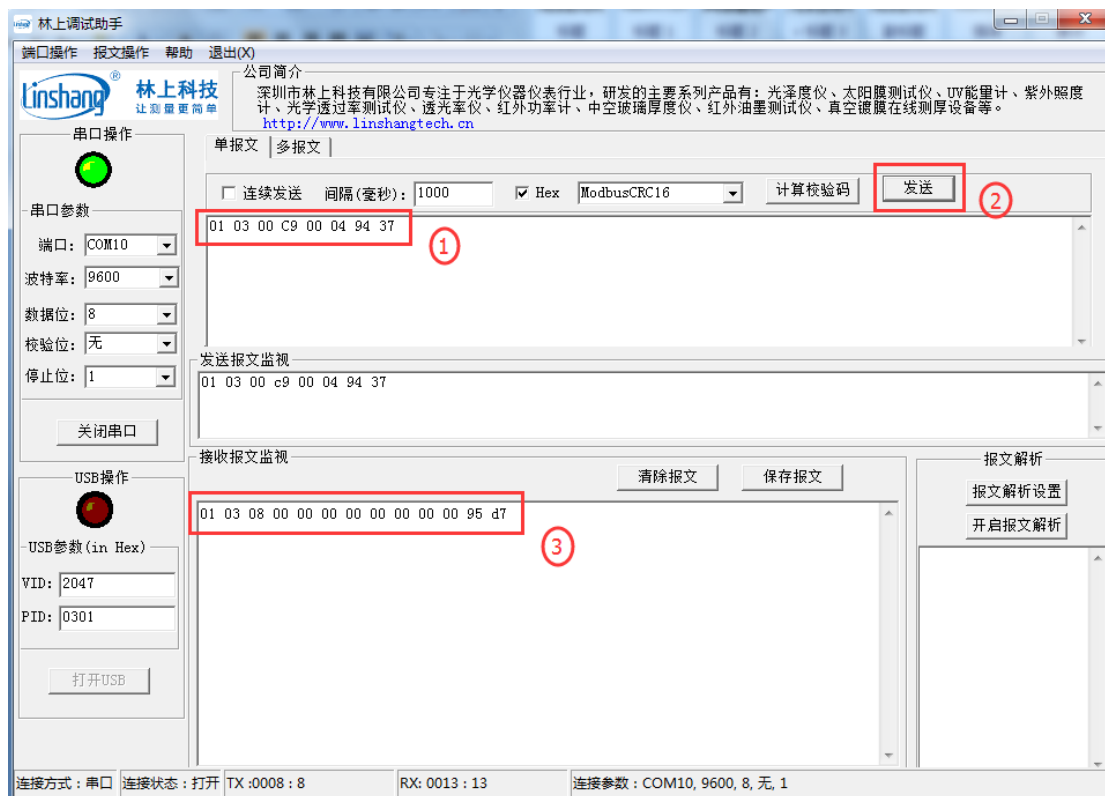 林上调试助手
端口操作 报文操作 帮助 退出(X)
Linshang® 林上科技
让测量更简单
公司简介
深圳市林上科技有限公司专注于光学仪器仪表行业，研发的主要系列产品有：光泽度仪、太阳膜测试仪、UV能量计、紫外照度
计、光学透过率测试仪、透光率仪、红外功率计、中空玻璃厚度仪、红外油墨测试仪、真空镀膜在线测厚设备等。
http://www.linshangtech.cn
串口操作
串口参数
端口： COM10
波特率： 9600
数据位： 8
校验位： 无
停止位： 1
关闭串口
USB操作
USB参数(in Hex)
VID: 2047
PID: 0301
打开USB
单报文 多报文
连续发送 间隔(毫秒)： 1000 Hex ModbusCRC16 计算校验码 发送 ②
01 03 00 C9 00 04 94 37 ①
发送报文监视
01 03 00 c9 00 04 94 37
接收报文监视
清除报文 保存报文
01 03 08 00 00 00 00 00 00 00 00 95 d7
③
报文解析
报文解析设置
开启报文解析
连接方式：串口 连接状态：打开 TX :0008 : 8 RX: 0013 : 13 连接参数：COM10, 9600, 8, 无, 1